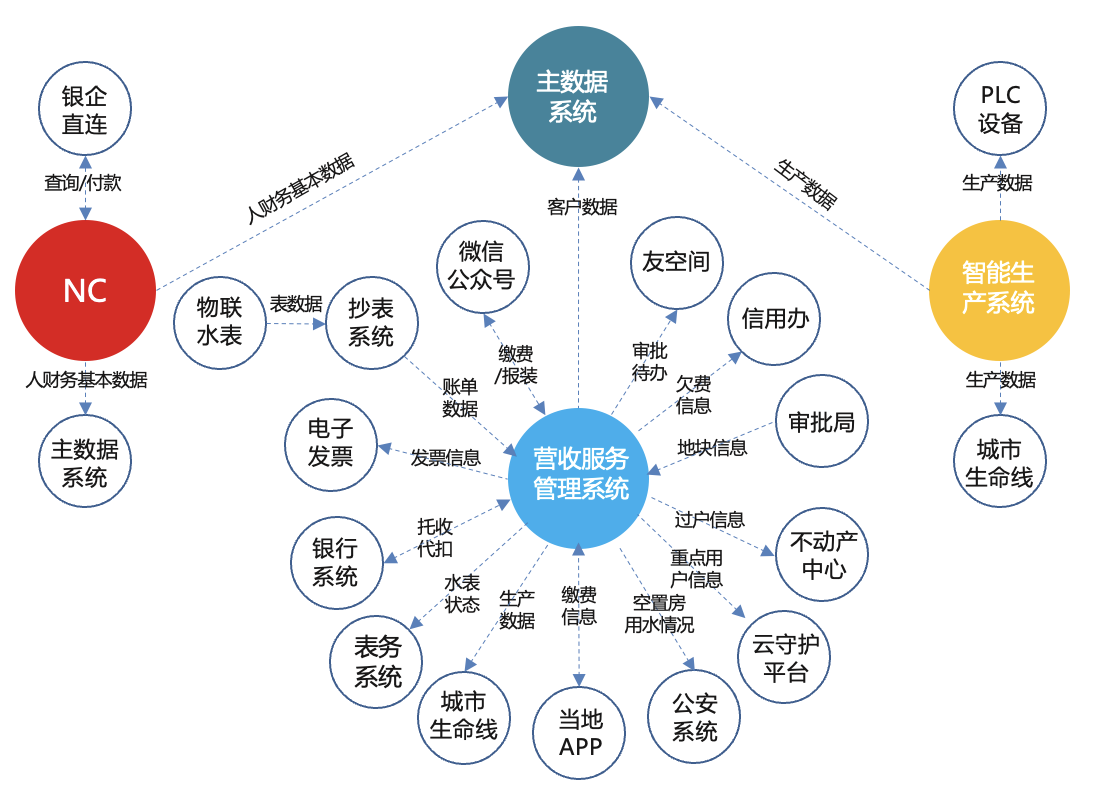 主数据
系统
银企
直连
PLC
设备
查询/付款
人财务基本数据
生产数据
生产数据
客户数据
NC
智能生
产系统
微信
公众号
友空间
物联
水表
表数据
抄表
系统
信用办
缴费
/报装
审批
待办
人财务基本数据
账单
数据
欠费
信息
生产数据
主数据
系统
电子
发票
发票信息
营收服务
管理系统
地块信息
审批局
城市
生命线
银行
系统
托收
代扣
过户信息
不动产
中心
水表
状态
生产
数据
缴费
信息
空置房
用水情况
重点用
户信息
表务
系统
云守护
平台
城市
生命线
当地
APP
公安
系统